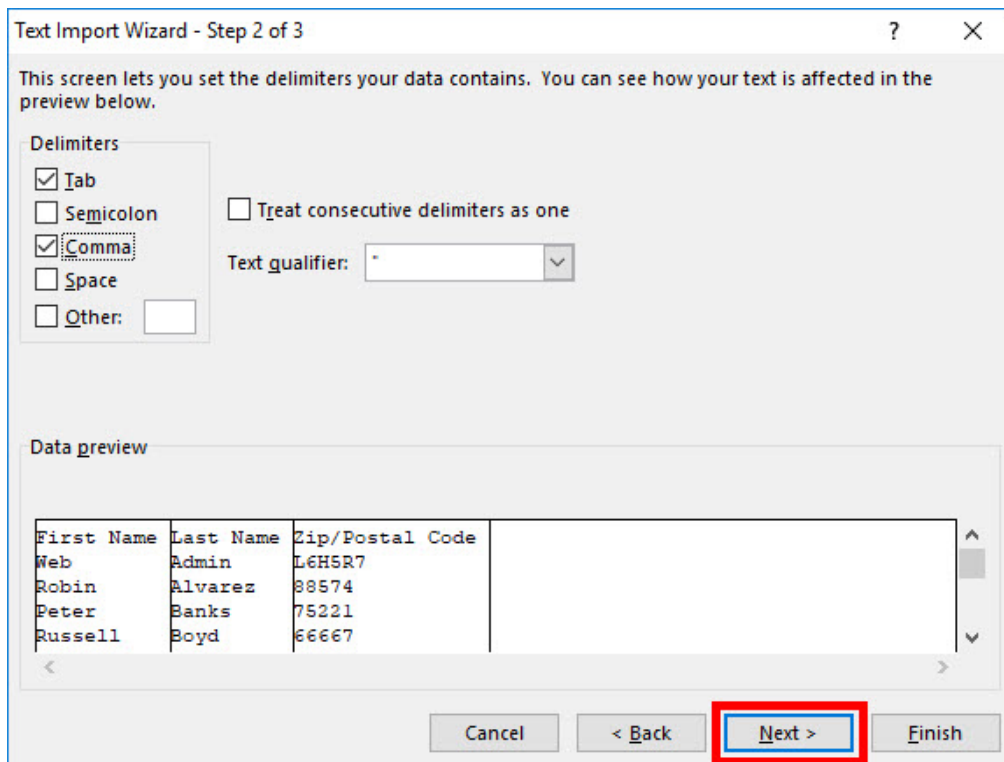 Text Import Wizard - Step 2 of 3
This screen lets you set the delimiters your data contains.  You can see how your text is affected in the
preview below.
Delimiters
Tab
Semicolon
Comma
Space
Other:
Treat consecutive delimiters as one
Text qualifier: "
Data preview
First Name Last Name Zip/Postal Code
Web Admin L6H5R7
Robin Alvarez 88574
Peter Banks 75221
Russell Boyd 66667
Cancel < Back Next > Finish